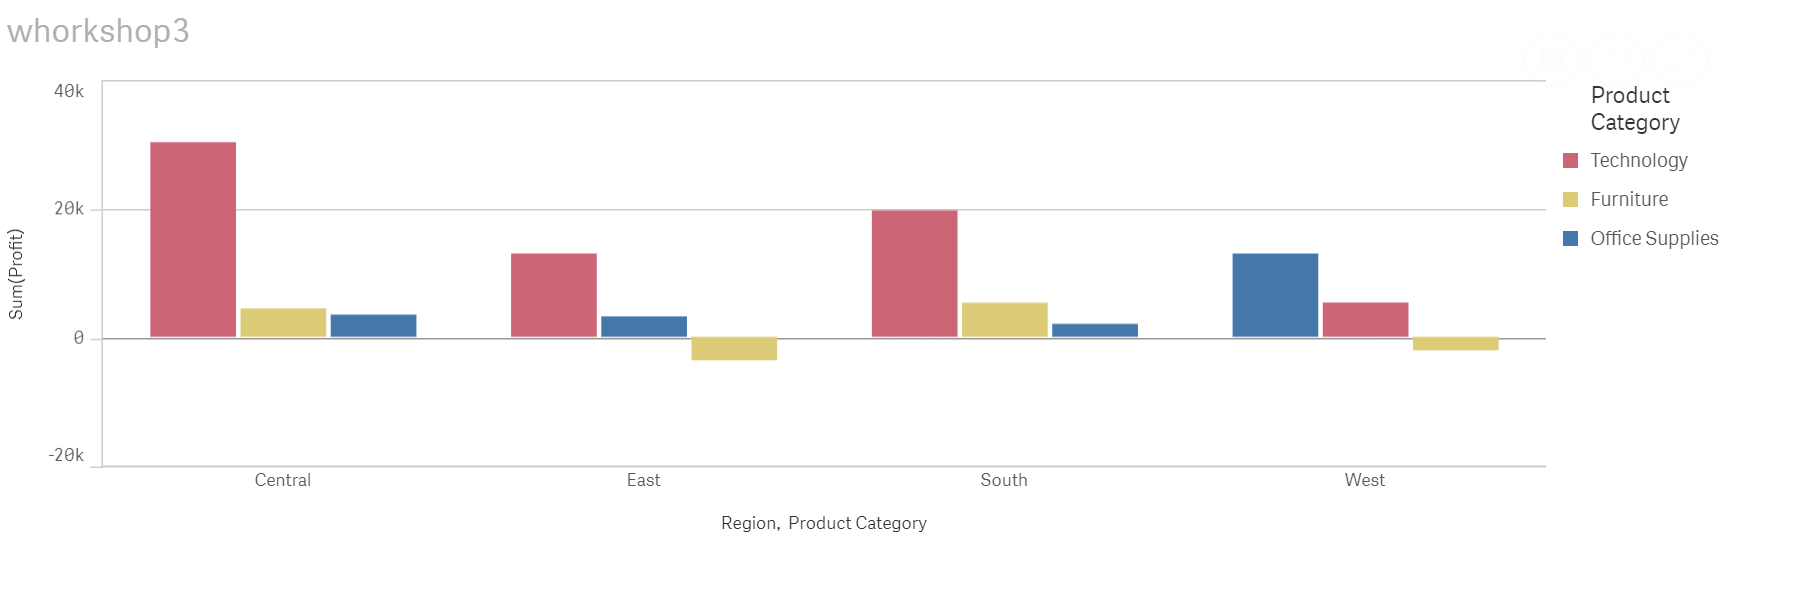 whorkshop3
40k
20k
0
-20k
Sum(Profit)
Central
East
South
West
Region, Product Category
Product
Category
Technology
Furniture
Office Supplies